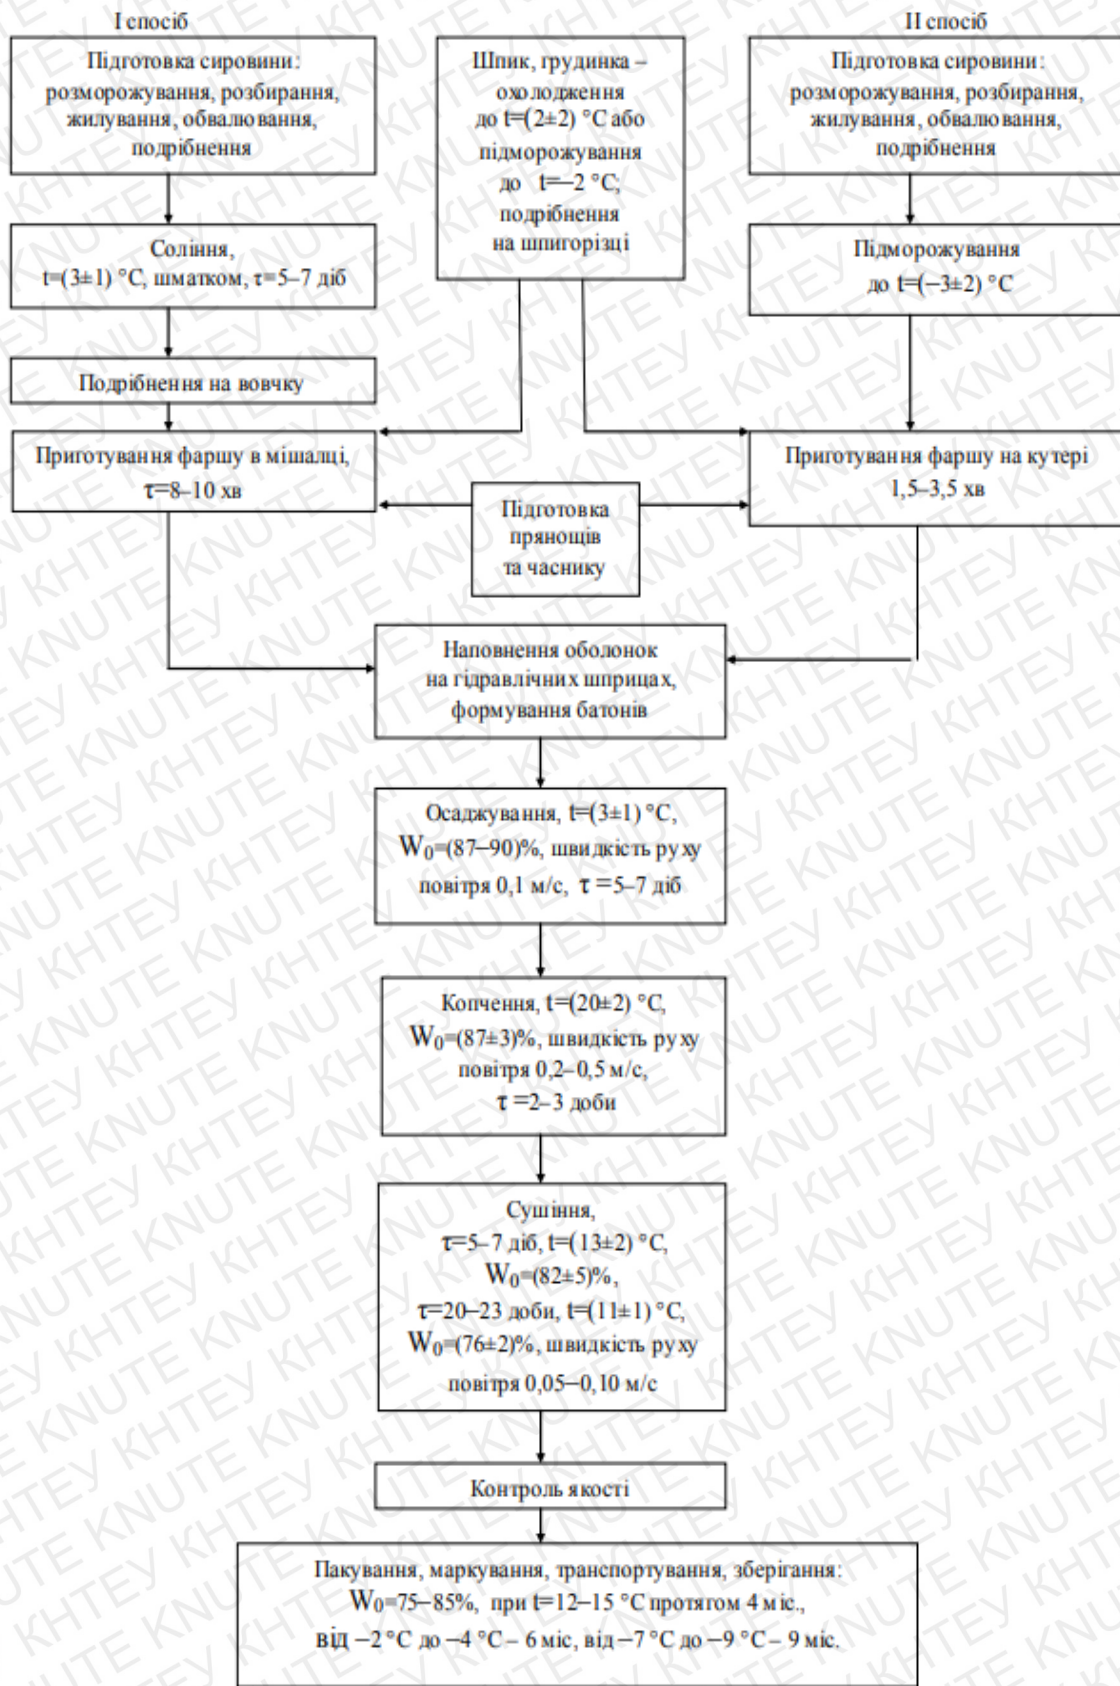 І спосіб
Підготовка сировини:
розморожування, розбирання,
жилування, обвалювання,
подрібнення
Соління,
t=(3±1) °С, шматком, τ=5–7 діб
Подрібнення на вовчку
Приготування фаршу в мішалці,
τ=8–10 хв
Шпик, грудинка –
охолодження
до t=(2±2) °С або
підморожування
до t=–2 °С;
подрібнення
на шпигорізці
ІІ спосіб
Підготовка сировини:
розморожування, розбирання,
жилування, обвалювання,
подрібнення
Підморожування
до t=(–3±2) °С
Приготування фаршу на кутері
1,5–3,5 хв
Підготовка
прянощів
та часнику
Наповнення оболонок
на гідравлічних шприцах,
формування батонів
Осаджування, t=(3±1) °С,
W₀=(87–90)%, швидкість руху
повітря 0,1 м/с, τ =5–7 діб
Копчення, t=(20±2) °С,
W₀=(87±3)%, швидкість руху
повітря 0,2–0,5 м/с,
τ =2–3 доби
Сушіння,
τ=5–7 діб, t=(13±2) °С,
W₀=(82±5)%,
τ=20–23 доби, t=(11±1) °С,
W₀=(76±2)%, швидкість руху
повітря 0,05–0,10 м/с
Контроль якості
Пакування, маркування, транспортування, зберігання:
W₀=75–85%, при t=12–15 °С протягом 4 міс.,
від –2 °С до –4 °С – 6 міс, від –7 °С до –9 °С – 9 міс.
КНТЕУ KNUTE